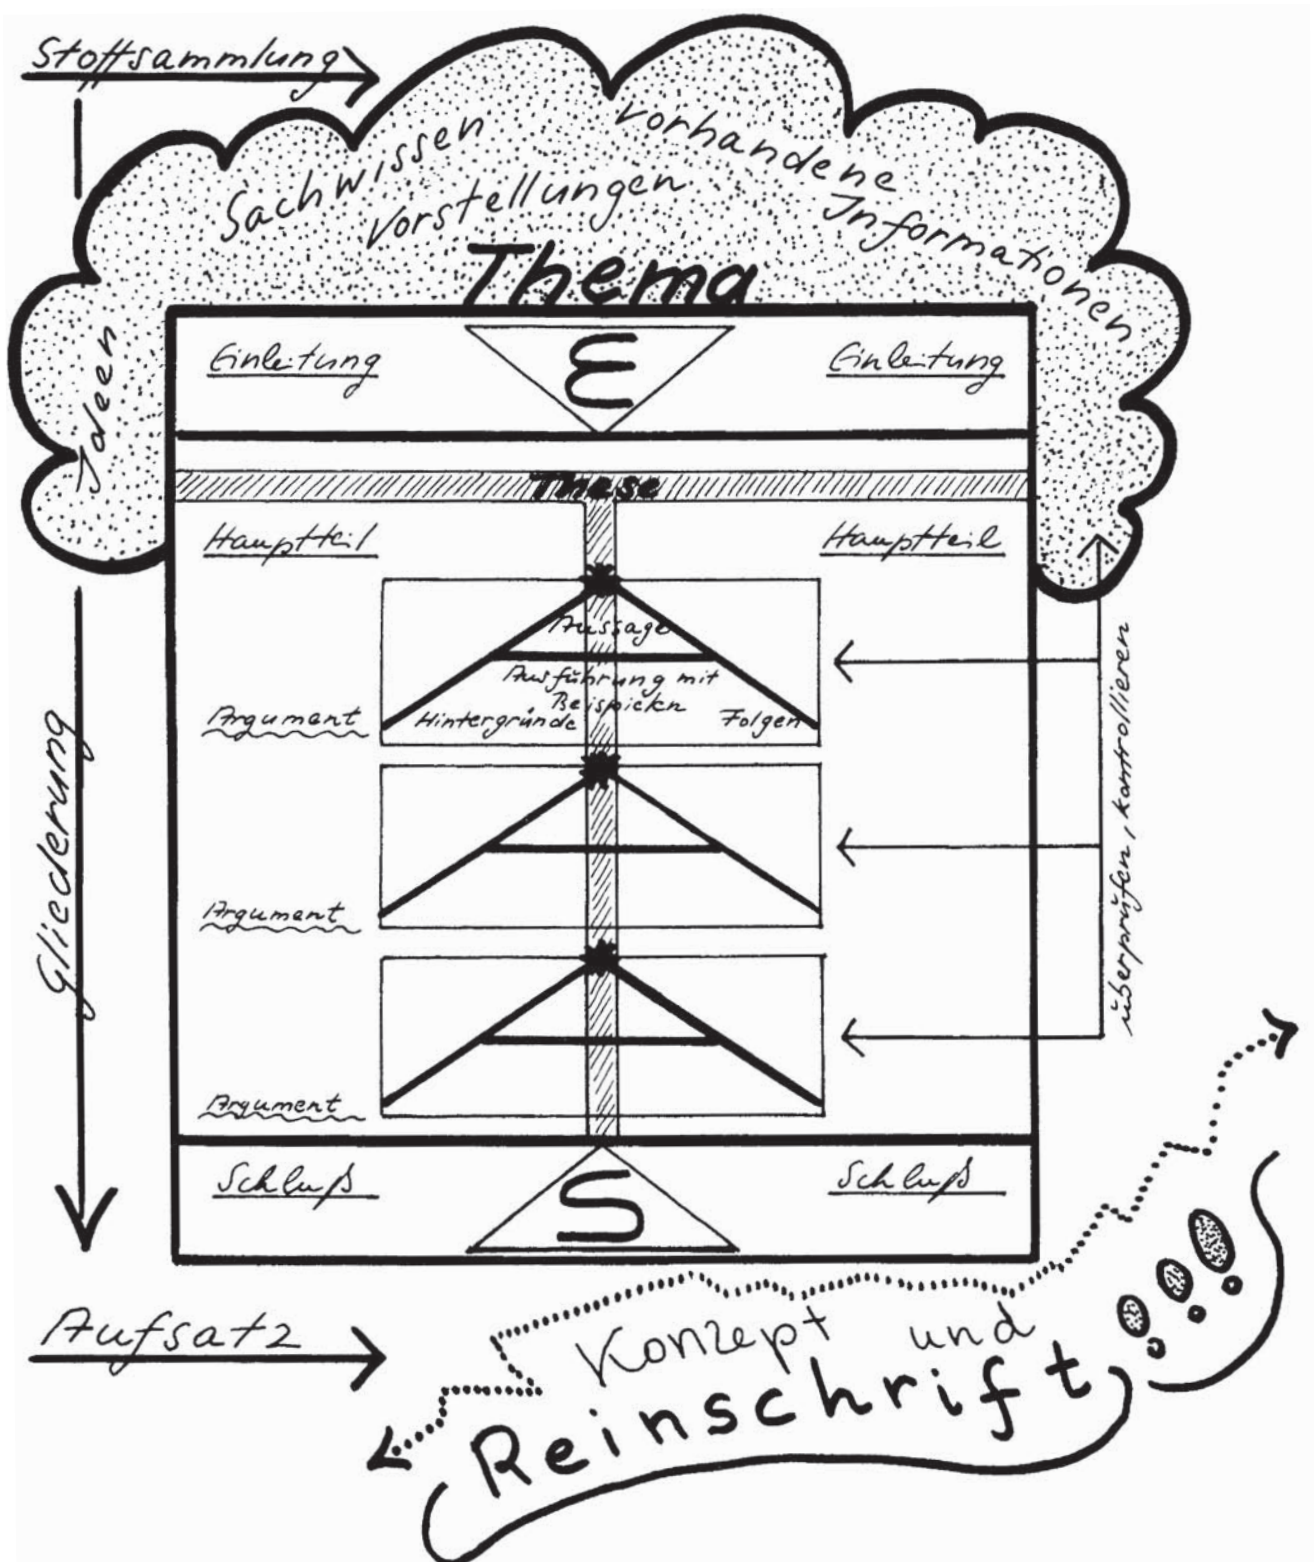 Stoffsammlung
Sachwissen
Vorstellungen
vorhandene
Informationen
Ideen
Thema
Einleitung
E
Einleitung
These
Hauptteil
Hauptteil
Aussage
Ausführung mit
Beispielen
Hintergründe
Folgen
Argument
Argument
Argument
Gliederung
überprüfen, kontrollieren
Schluß
S
Schluß
Aufsatz
Konzept und
Reinschrift